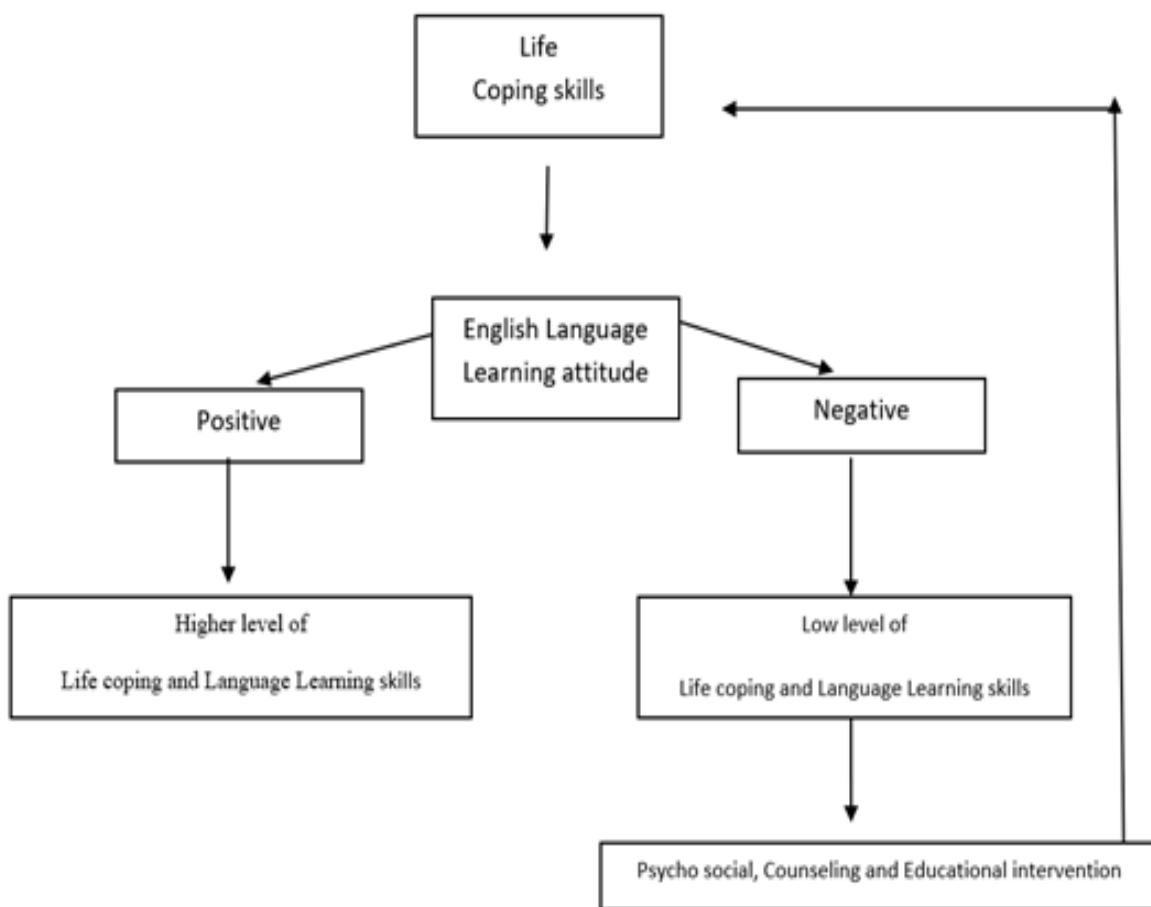 Life
Coping skills
English Language
Learning attitude
Positive
Negative
Higher level of
Life coping and Language Learning skills
Low level of
Life coping and Language Learning skills
Psycho social, Counseling and Educational intervention